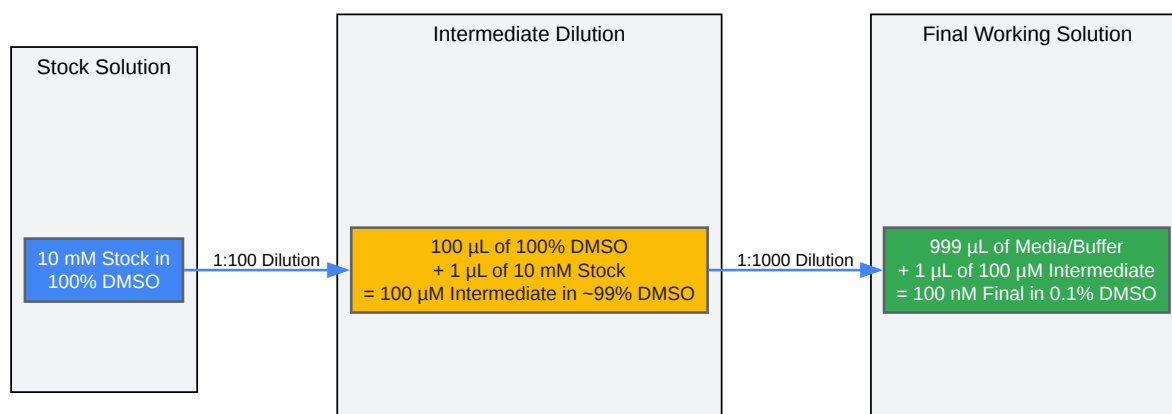 Stock Solution
10 mM Stock in
100% DMSO
1:100 Dilution
Intermediate Dilution
100 µL of 100% DMSO
+ 1 µL of 10 mM Stock
= 100 µM Intermediate in ~99% DMSO
1:1000 Dilution
Final Working Solution
999 µL of Media/Buffer
+ 1 µL of 100 µM Intermediate
= 100 nM Final in 0.1% DMSO